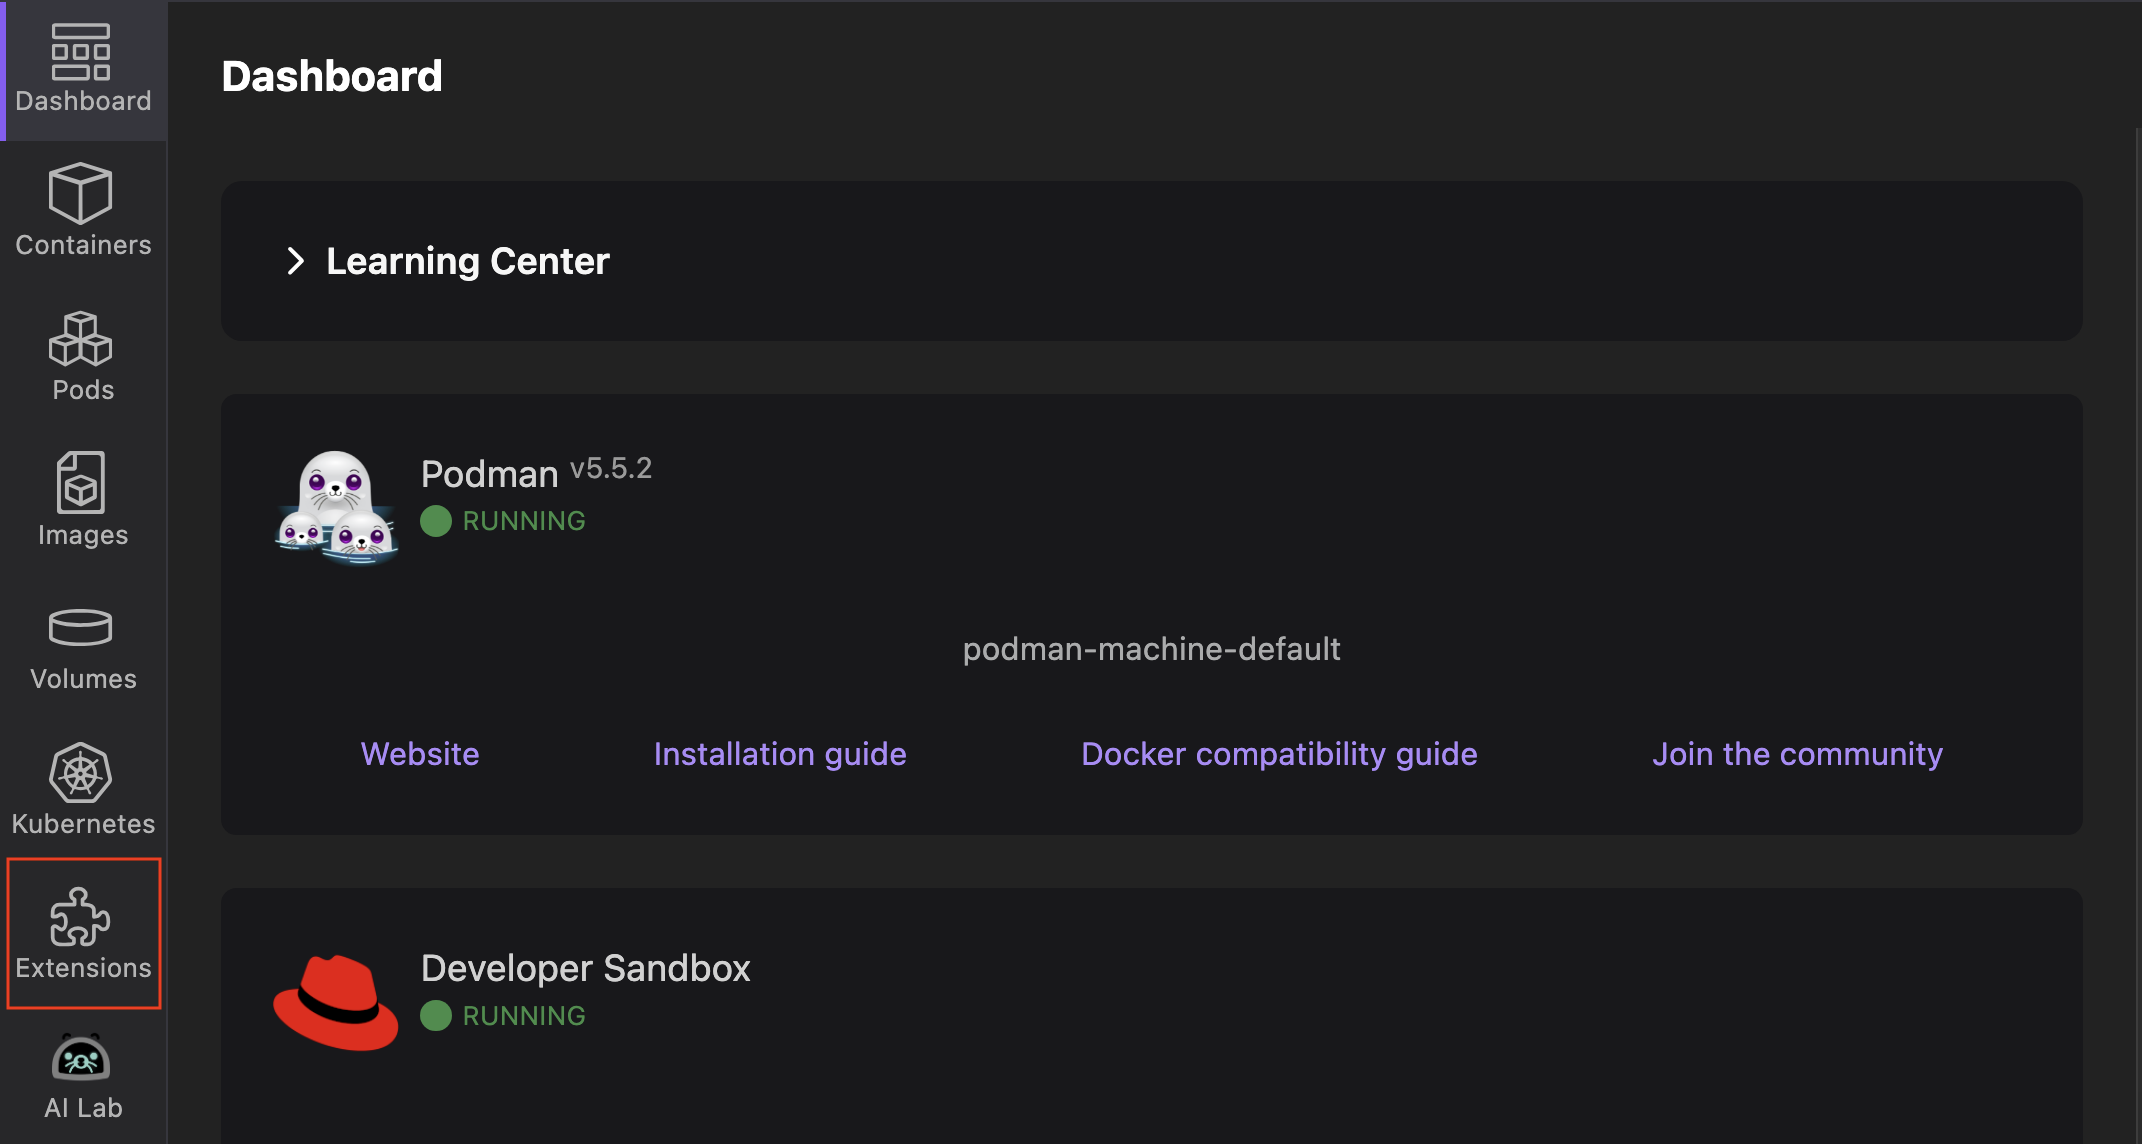 Dashboard
Containers
Pods
Images
Volumes
Kubernetes
Extensions
AI Lab
Dashboard
Learning Center
Podman v5.5.2
RUNNING
podman-machine-default
Website Installation guide Docker compatibility guide Join the community
Developer Sandbox
RUNNING